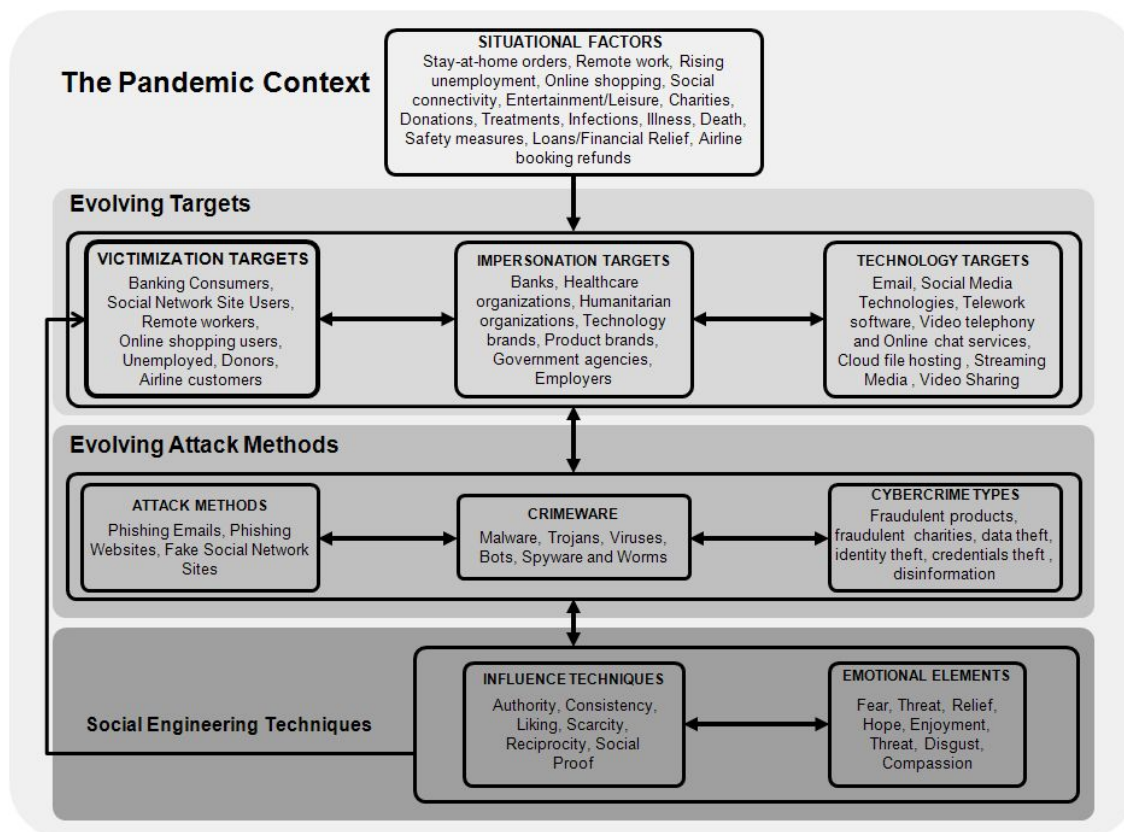 The Pandemic Context
SITUATIONAL FACTORS
Stay-at-home orders, Remote work, Rising
unemployment, Online shopping, Social
connectivity, Entertainment/Leisure, Charities,
Donations, Treatments, Infections, Illness, Death,
Safety measures, Loans/Financial Relief, Airline
booking refunds
Evolving Targets
VICTIMIZATION TARGETS
Banking Consumers,
Social Network Site Users,
Remote workers,
Online shopping users,
Unemployed, Donors,
Airline customers
IMPERSONATION TARGETS
Banks, Healthcare
organizations, Humanitarian
organizations, Technology
brands, Product brands,
Government agencies,
Employers
TECHNOLOGY TARGETS
Email, Social Media
Technologies, Telework
software, Video telephony
and Online chat services,
Cloud file hosting , Streaming
Media , Video Sharing
Evolving Attack Methods
ATTACK METHODS
Phishing Emails, Phishing
Websites, Fake Social Network
Sites
CRIMEWARE
Malware, Trojans, Viruses,
Bots, Spyware and Worms
CYBERCRIME TYPES
Fraudulent products,
fraudulent charities, data theft,
identity theft, credentials theft ,
disinformation
Social Engineering Techniques
INFLUENCE TECHNIQUES
Authority, Consistency,
Liking, Scarcity,
Reciprocity, Social
Proof
EMOTIONAL ELEMENTS
Fear, Threat, Relief,
Hope, Enjoyment,
Threat, Disgust,
Compassion